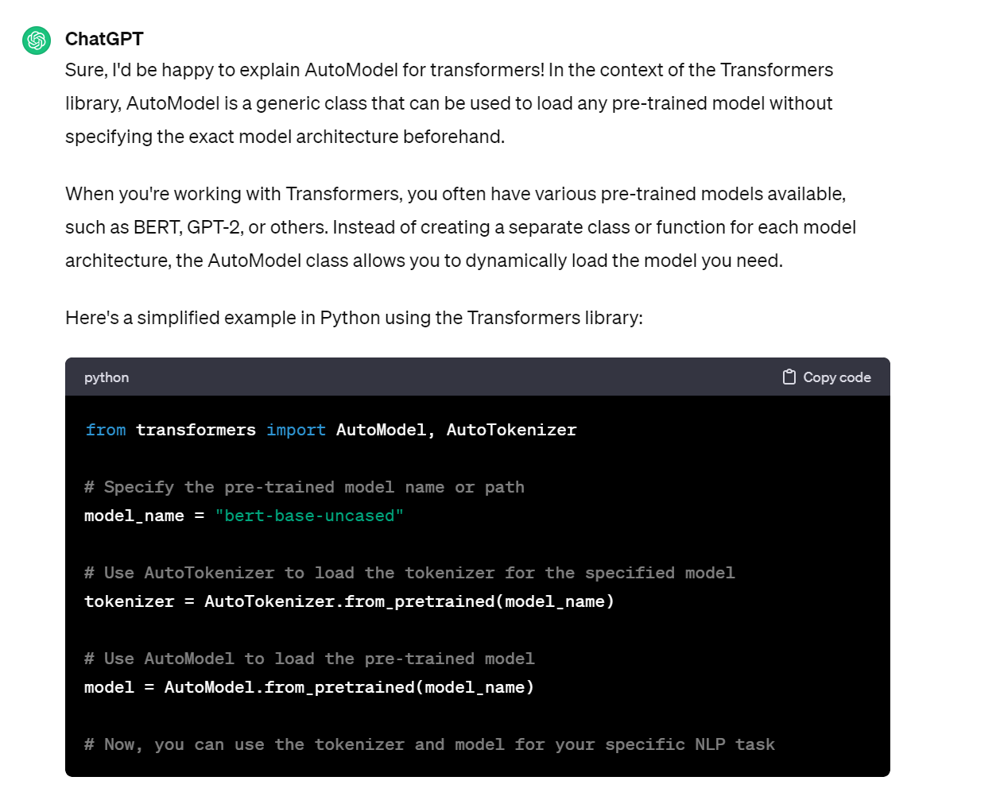 ChatGPT
Sure, I'd be happy to explain AutoModel for transformers! In the context of the Transformers
library, AutoModel is a generic class that can be used to load any pre-trained model without
specifying the exact model architecture beforehand.
When you're working with Transformers, you often have various pre-trained models available,
such as BERT, GPT-2, or others. Instead of creating a separate class or function for each model
architecture, the AutoModel class allows you to dynamically load the model you need.
Here's a simplified example in Python using the Transformers library:
python
Copy code
from transformers import AutoModel, AutoTokenizer
# Specify the pre-trained model name or path
model_name = "bert-base-uncased"
# Use AutoTokenizer to load the tokenizer for the specified model
tokenizer = AutoTokenizer.from_pretrained(model_name)
# Use AutoModel to load the pre-trained model
model = AutoModel.from_pretrained(model_name)
# Now, you can use the tokenizer and model for your specific NLP task